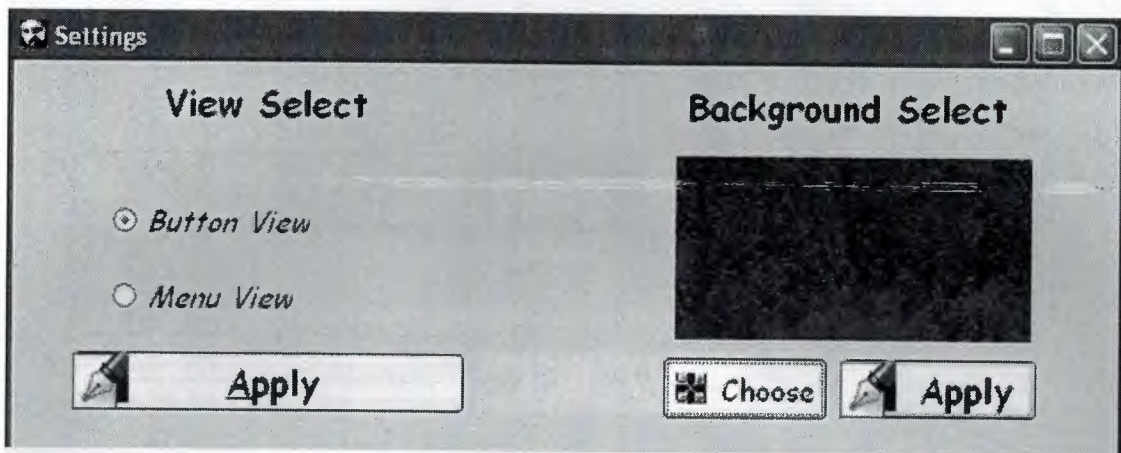 Settings
View Select
Button View
Menu View
Apply
Background Select
Choose Apply